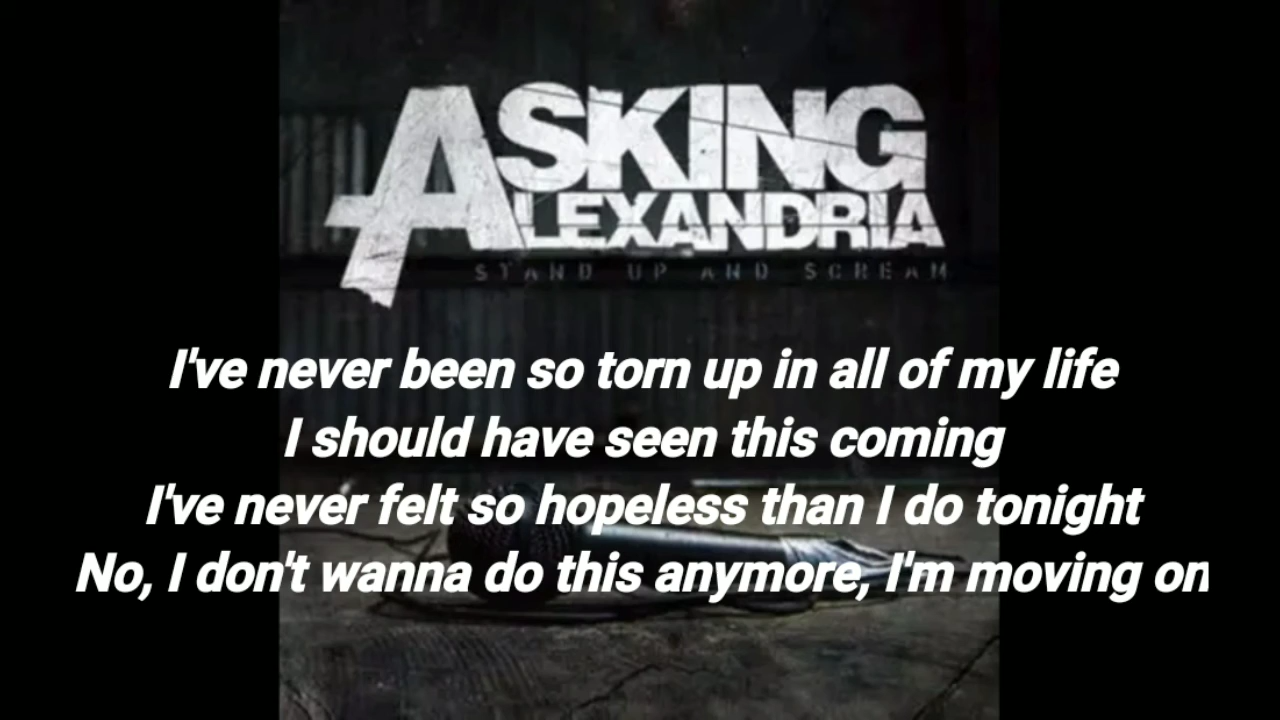 ASKING
ALEXANDRIA
STAND UP AND SCREAM
I've never been so torn up in all of my life
I should have seen this coming
I've never felt so hopeless than I do tonight
No, I don't wanna do this anymore, I'm moving on